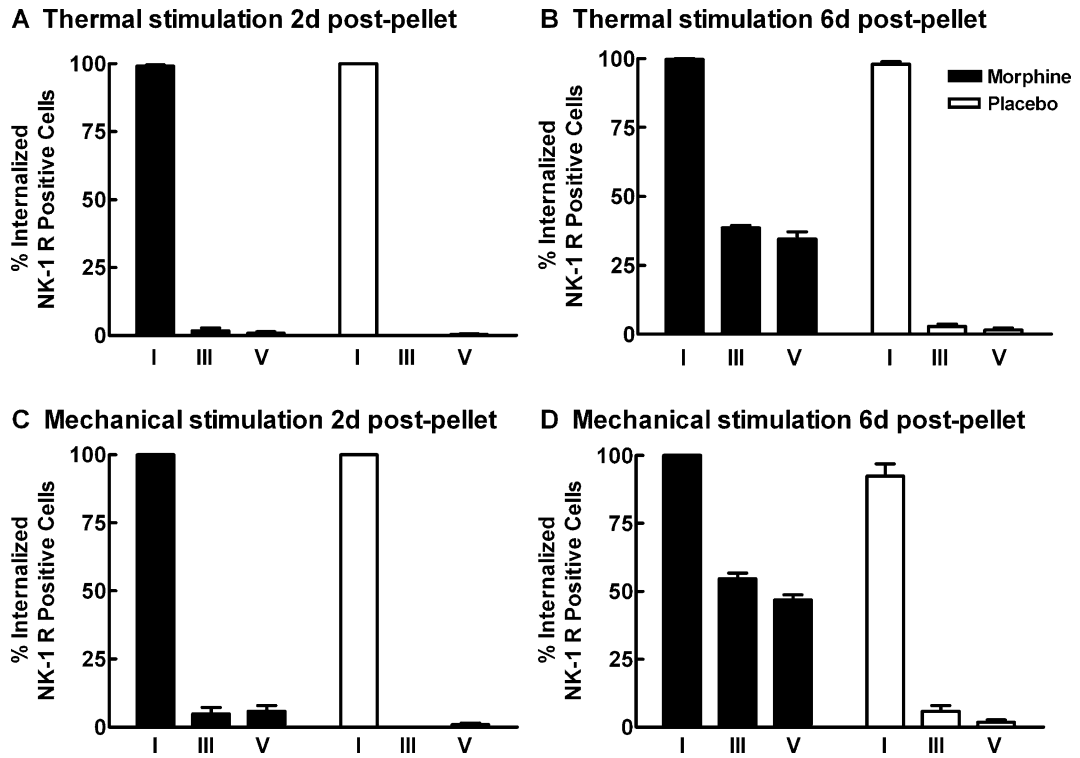 A Thermal stimulation 2d post-pellet
% Internalized
NK-1 R Positive Cells
100
75
50
25
0
I III V I III V
B Thermal stimulation 6d post-pellet
% Internalized
NK-1 R Positive Cells
100
75
50
25
0
Morphine
Placebo
I III V I III V
C Mechanical stimulation 2d post-pellet
% Internalized
NK-1 R Positive Cells
100
75
50
25
0
I III V I III V
D Mechanical stimulation 6d post-pellet
% Internalized
NK-1 R Positive Cells
100
75
50
25
0
I III V I III V